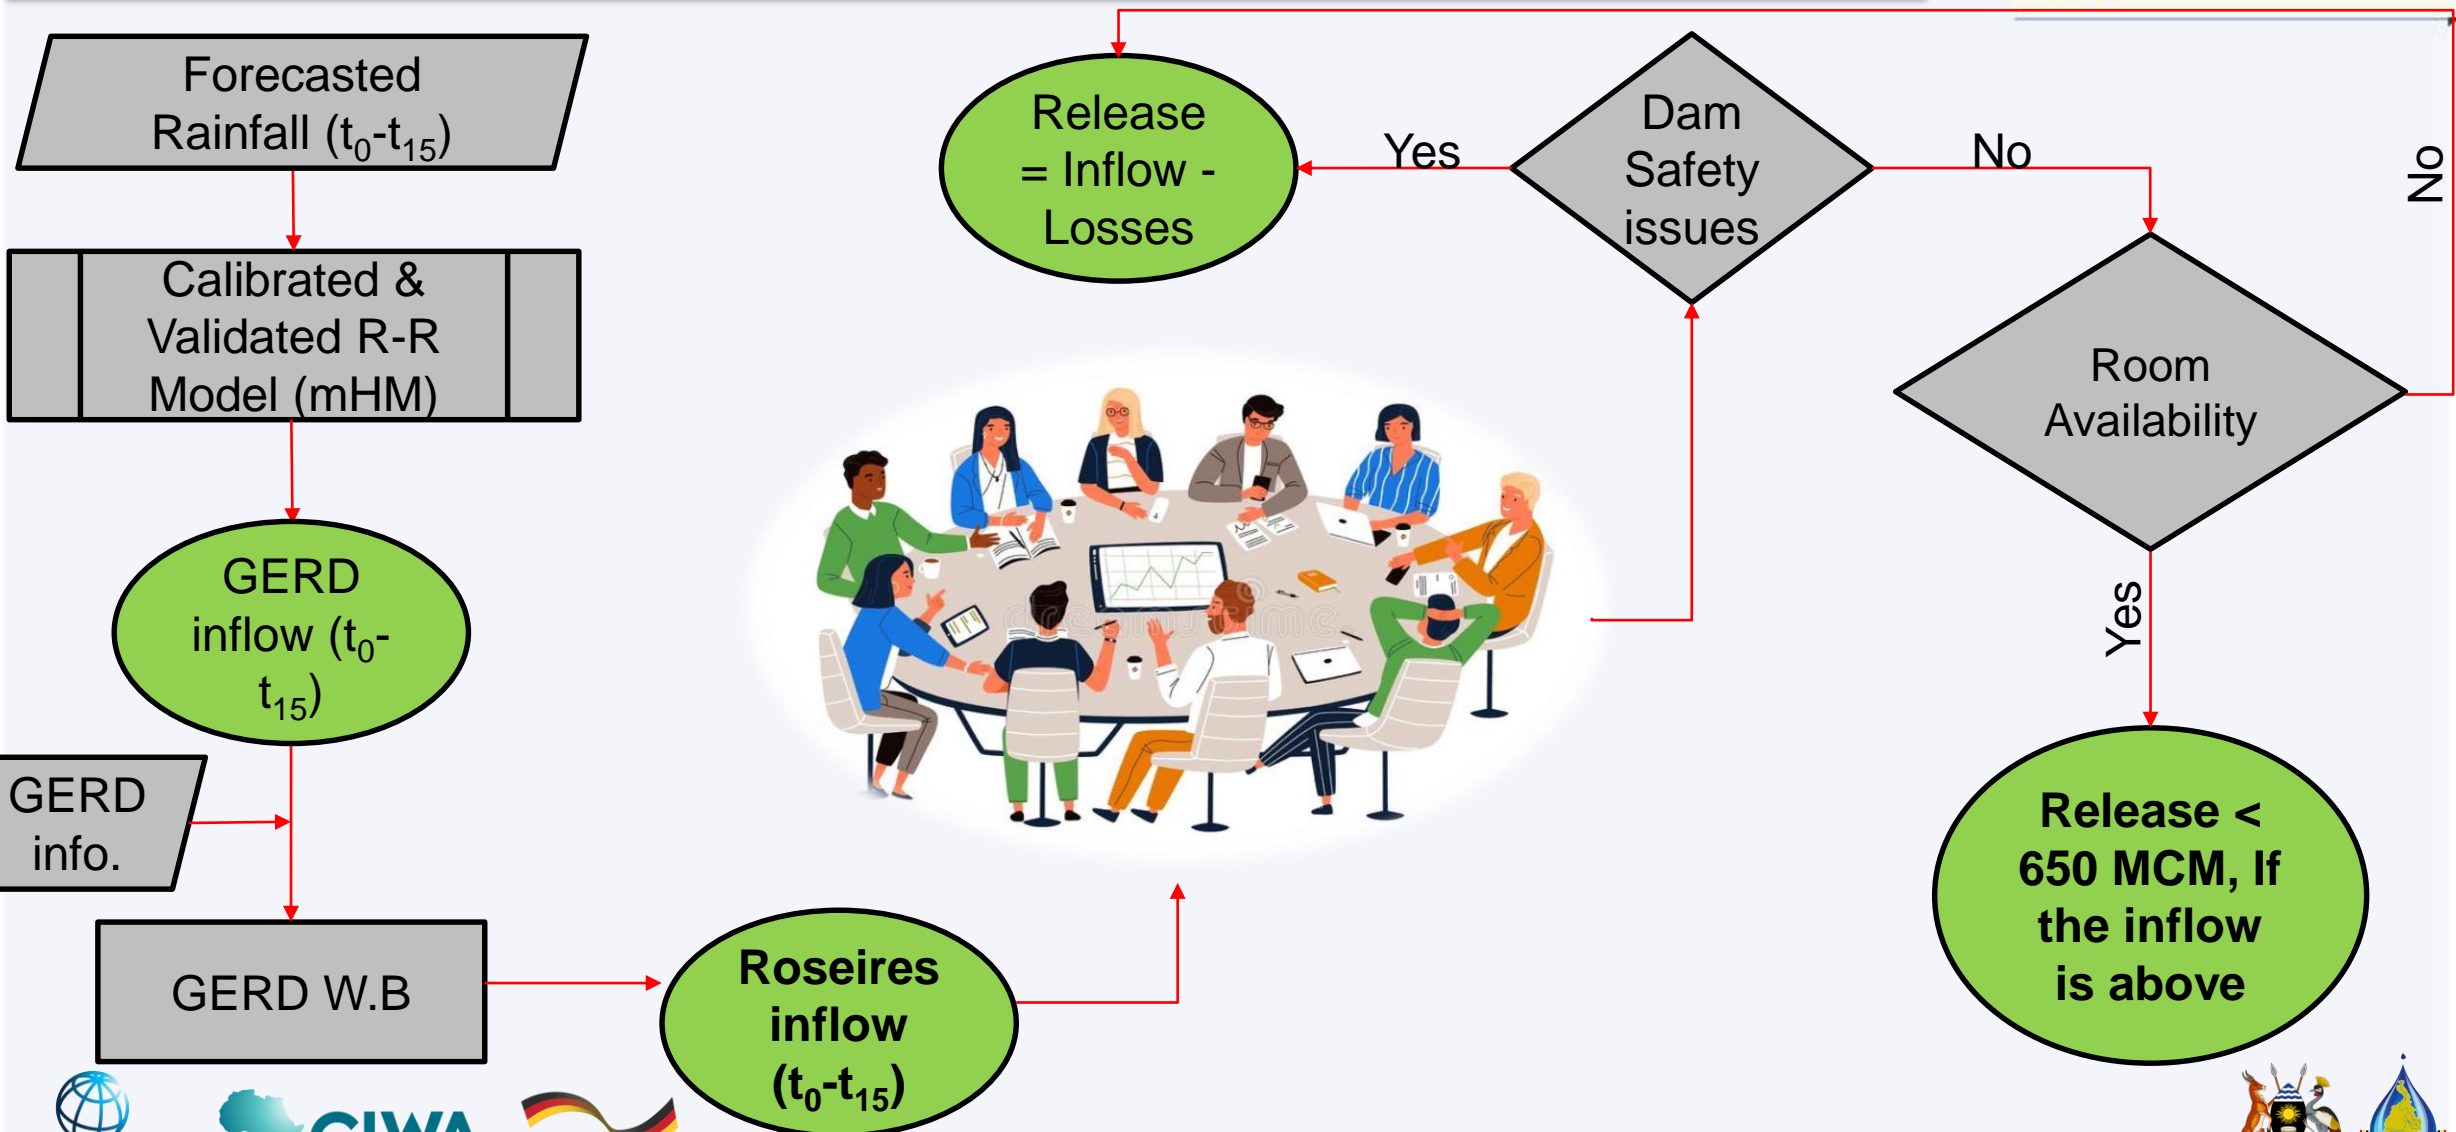 Forecasted
Rainfall (t0-t15)
Calibrated &
Validated R-R
Model (mHM)
GERD
inflow (t0-
t15)
GERD
info.
GERD W.B
Roseires
inflow
(t0-t15)
Release
= Inflow -
Losses
Yes
Dam
Safety
issues
No
No
Room
Availability
Yes
Release <
650 MCM, If
the inflow
is above
dreamstime.
CIWA